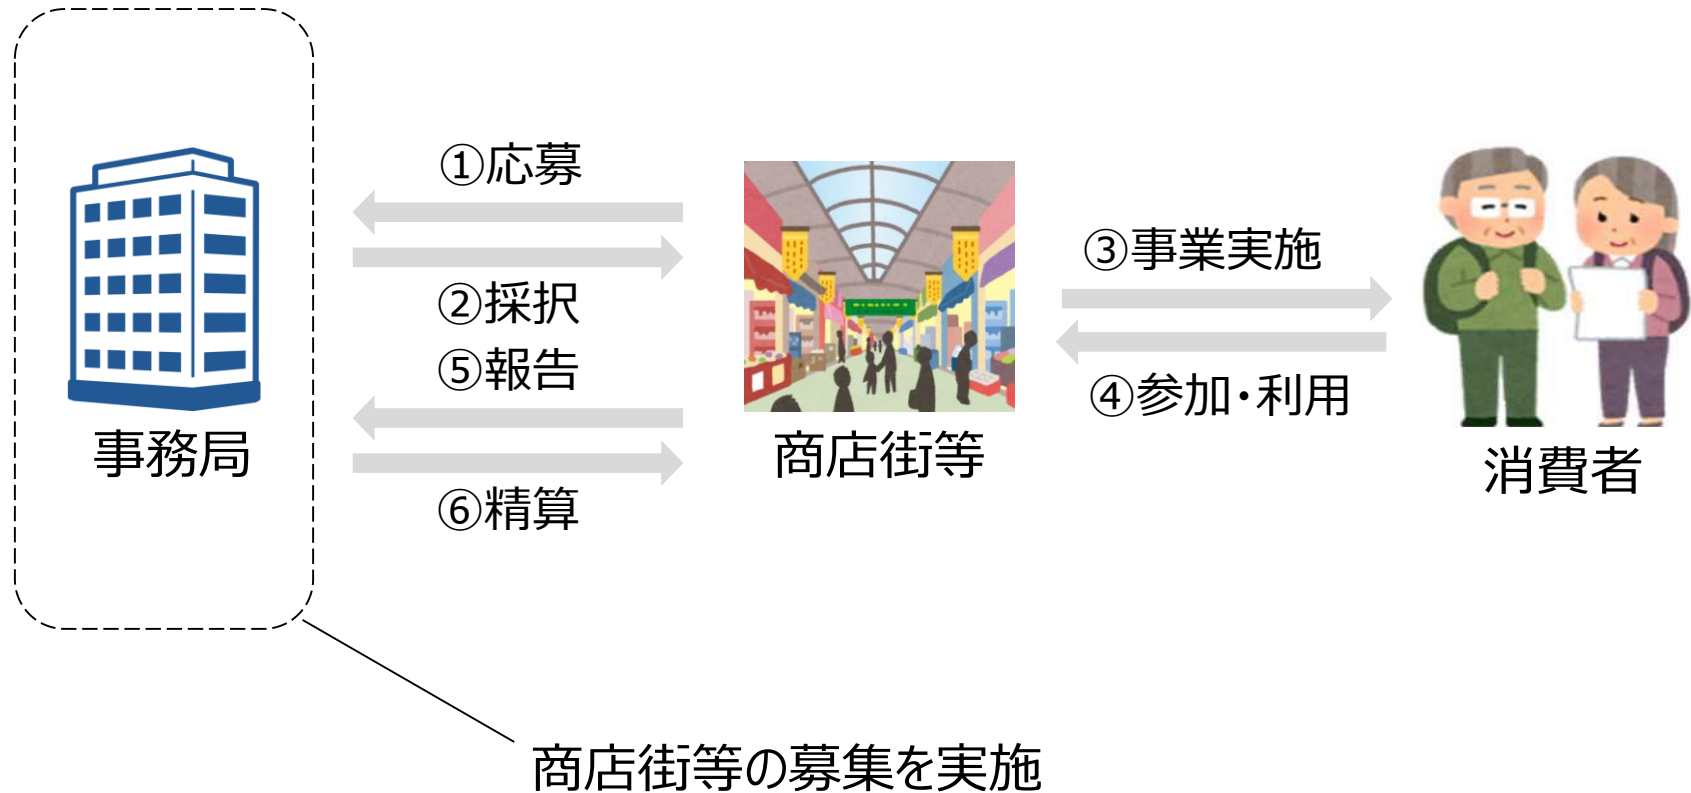 ①応募
②採択
⑤報告
⑥精算
事務局
商店街等
③事業実施
④参加・利用
消費者
商店街等の募集を実施